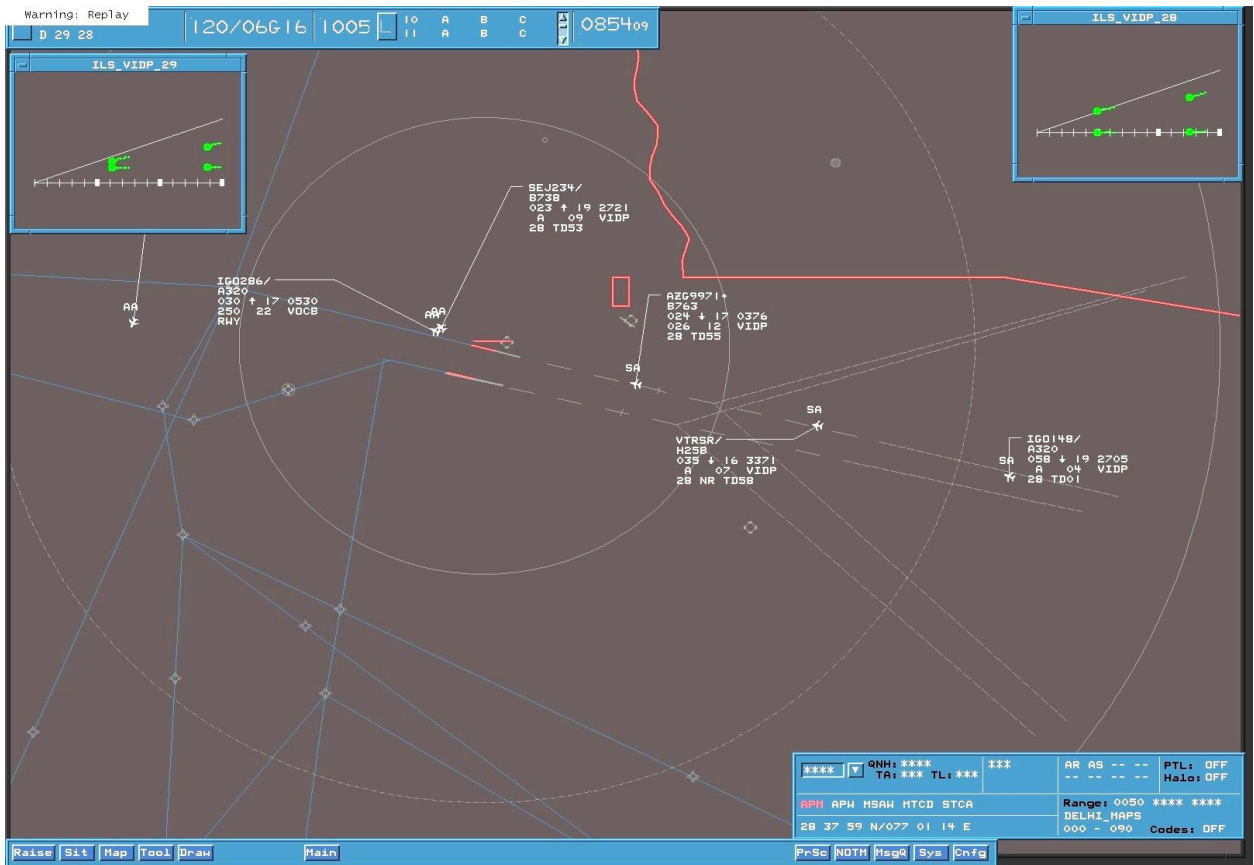 Warning: Replay
D 29 28
120/06G16
1005
L
10 A B C
11 A B C
085409
ILS_VIDP_28
ILS_VIDP_29
SEJ234/
B738
023 ↑ 19 2721
A 09 VIDP
28 TD53
IGO286/
A320
030 ↑ 17 0530
250 22 VOCB
RWY
AA
AA
AA
AZG9971+
B763
024 ↓ 17 0376
026 12 VIDP
28 TD55
SA
SA
VTRSR/
H25B
035 ↓ 16 3371
A 07 VIDP
28 NR TD58
SA
IGO148/
A320
058 ↓ 19 2705
A 04 VIDP
28 TD01
**** QNH: **** *** AR AS -- -- PTL: OFF
TA: *** TL: *** -- -- -- -- Halo: OFF
APM APW MSAW MTCD STCA
Range: 0050 **** ****
DELHI_MAPS
28 37 59 N/077 01 14 E
000 - 090 Codes: OFF
Raise Sit Map Tool Draw Main PrSc NOTM MsgQ Sys Cnfg